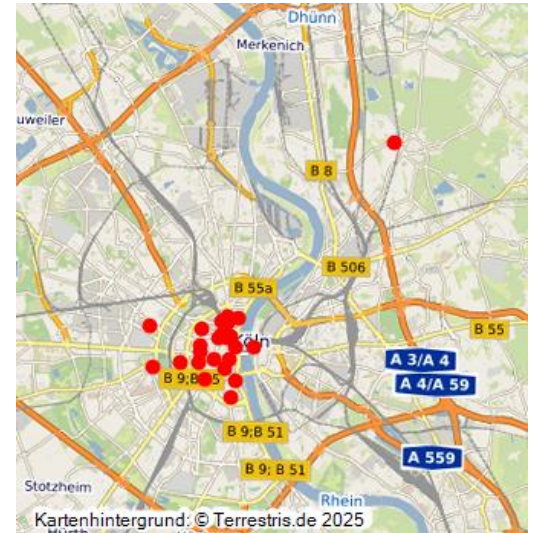 Dhünn
Merkenich
uweiler
B 8
B 506
B 55a
B 55
Köln
A 3/A 4
A 4/A 59
B 9;B 5
B 9;B 51
A 559
B 9; B 51
Stotzheim
Rhein
Kartenhintergrund: © Terrestris.de 2025